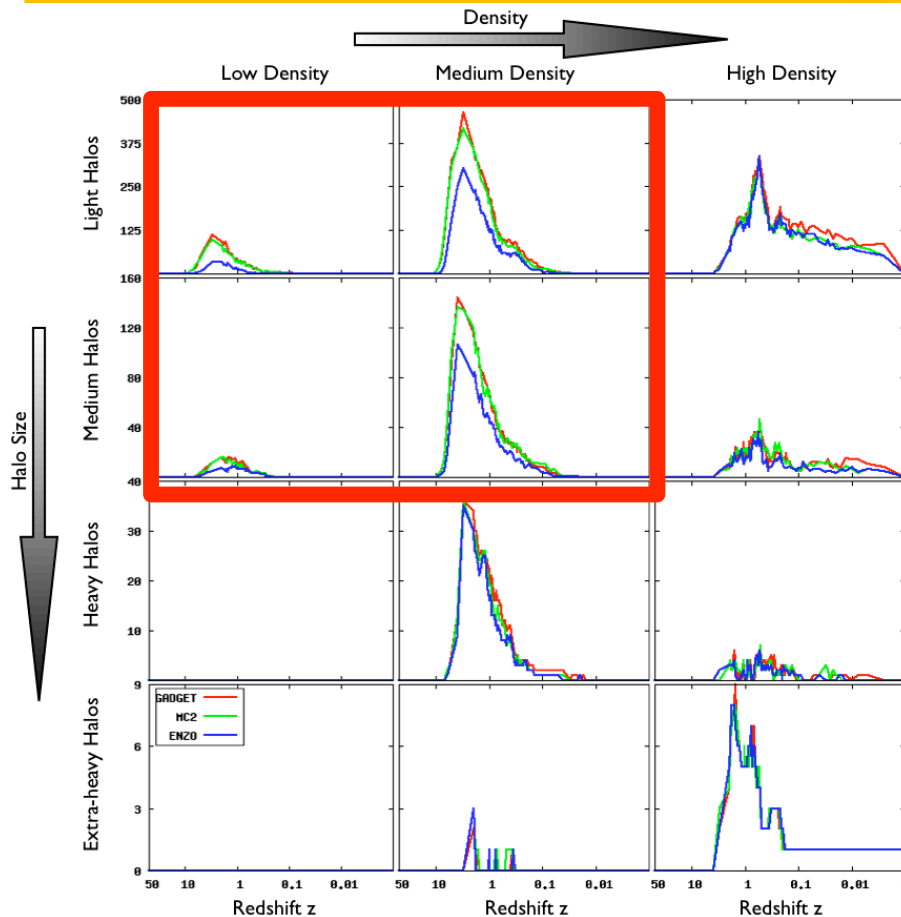 Density
Low Density Medium Density High Density
Light Halos
500
375
250
125
Medium Halos
160
120
80
40
Halo Size
Heavy Halos
40
30
20
10
0
Extra-heavy Halos
9
6
3
0
GADGET
MC2
ENZO
50 10 1 0.1 0.01 50 10 1 0.1 0.01 50 10 1 0.1 0.01
Redshift z Redshift z Redshift z